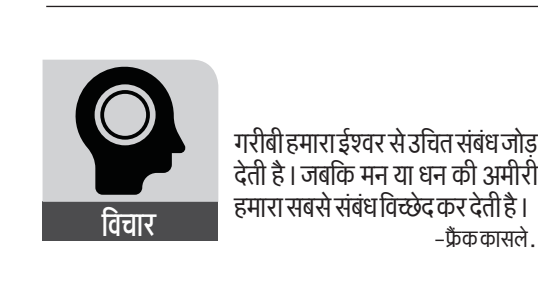 गरीबी हमारा ईश्वर से उचित संबंध जोड़
देती है। जबकि मन या धन की अमीरी
हमारा सबसे संबंध विच्छेद कर देती है।
-फ्रैंक कासले.
विचार